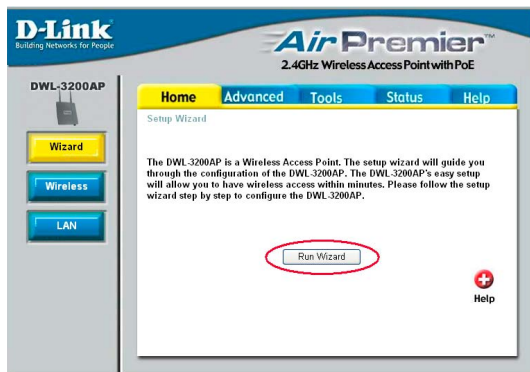 D-Link
Building Networks for People
Air Premier™
2.4GHz Wireless Access Point with PoE
DWL-3200AP
Home Advanced Tools Status Help
Wizard
Wireless
LAN
Setup Wizard
The DWL-3200AP is a Wireless Access Point. The setup wizard will guide you
through the configuration of the DWL-3200AP. The DWL-3200AP's easy setup
will allow you to have wireless access within minutes. Please follow the setup
wizard step by step to configure the DWL-3200AP.
Run Wizard
Help